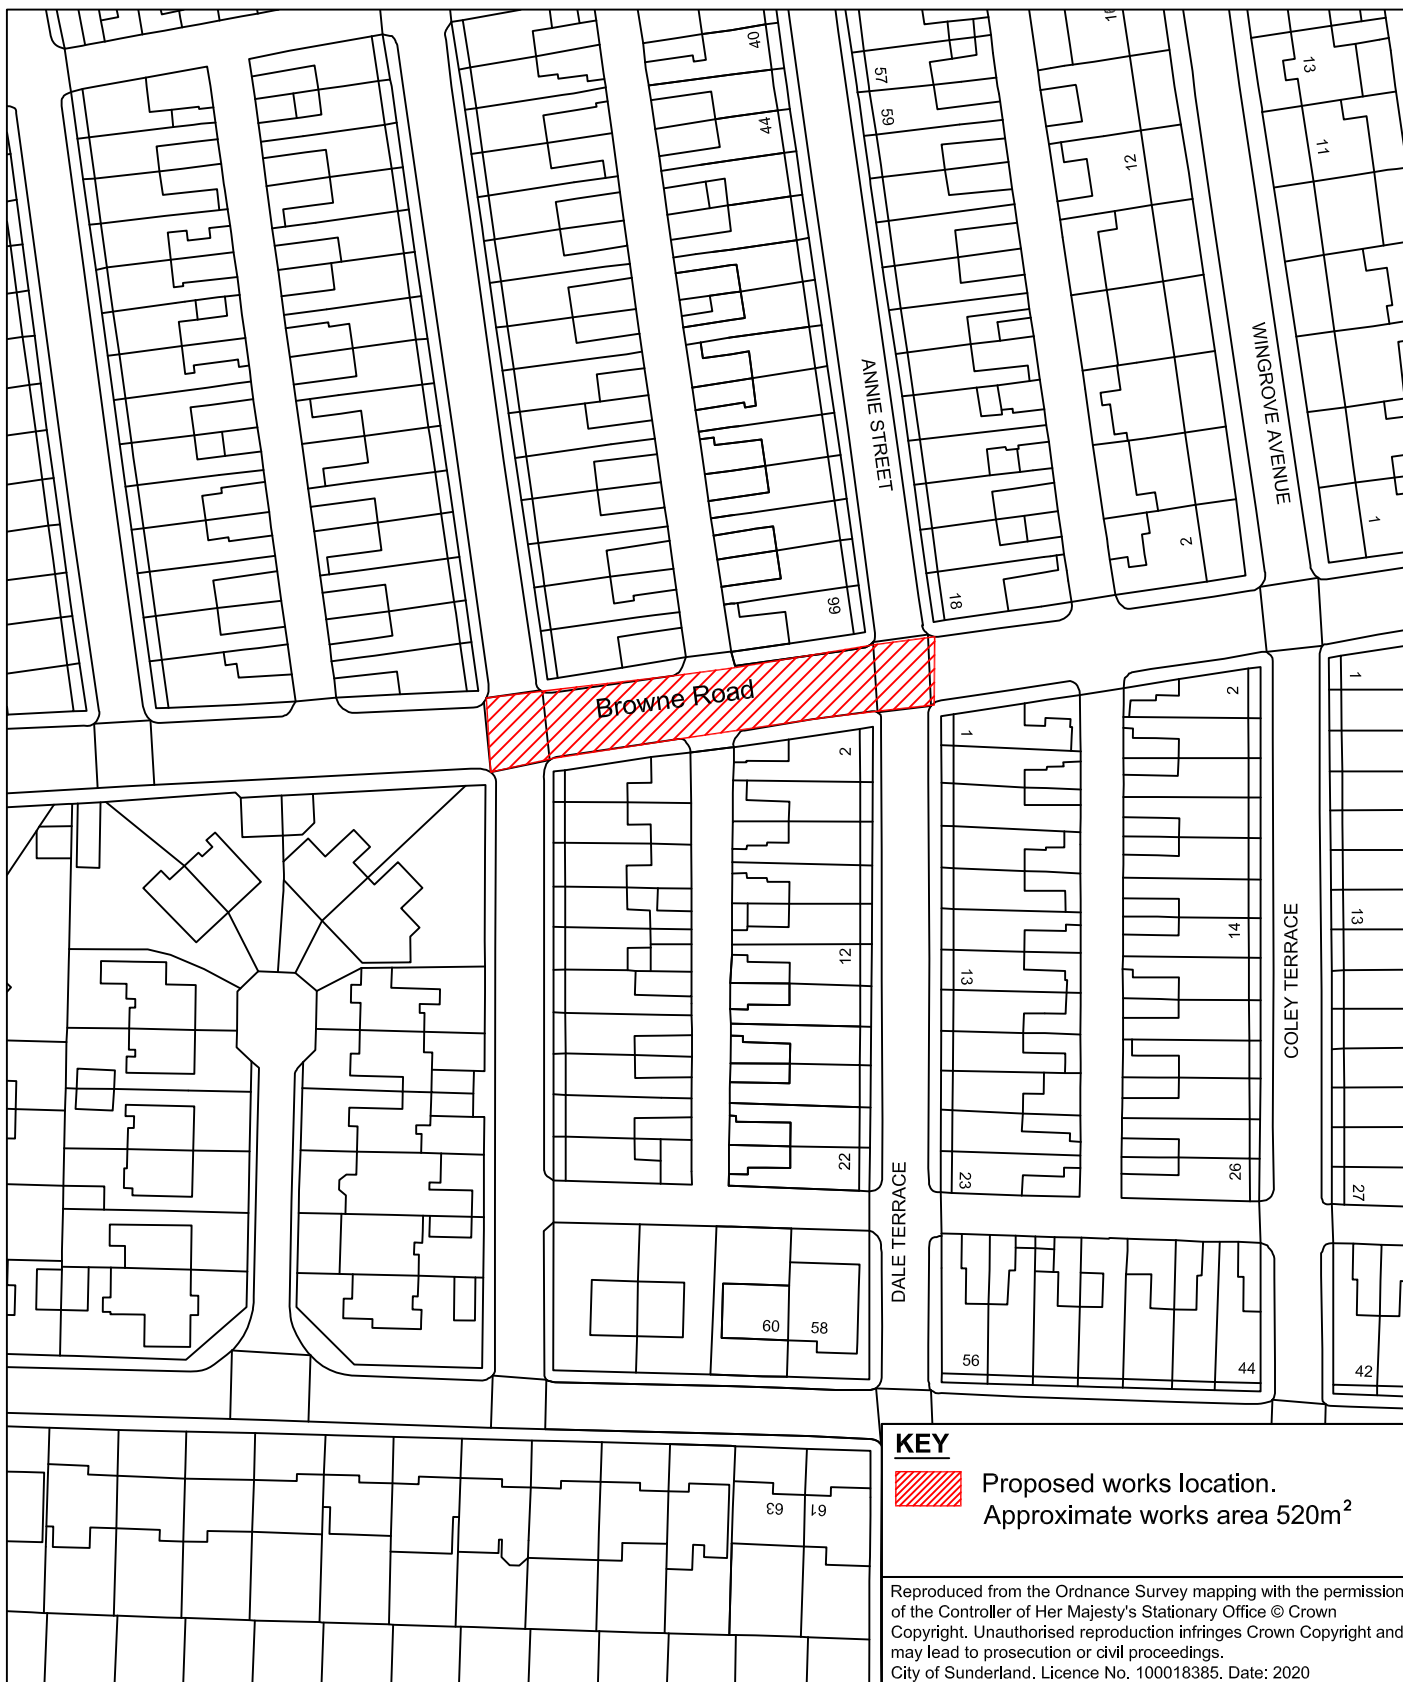 40
16
57
13
44
59
11
12
WINGROVE AVENUE
ANNIE STREET
1
2
66
18
Browne Road
1
2
1
2
13
14
12
13
COLEY TERRACE
22
26
23
27
DALE TERRACE
60
58
56
44
42
KEY
Proposed works location.
Approximate works area 520m²
63
61
Reproduced from the Ordnance Survey mapping with the permission
of the Controller of Her Majesty's Stationary Office © Crown
Copyright. Unauthorised reproduction infringes Crown Copyright and
may lead to prosecution or civil proceedings.
City of Sunderland. Licence No. 100018385. Date: 2020